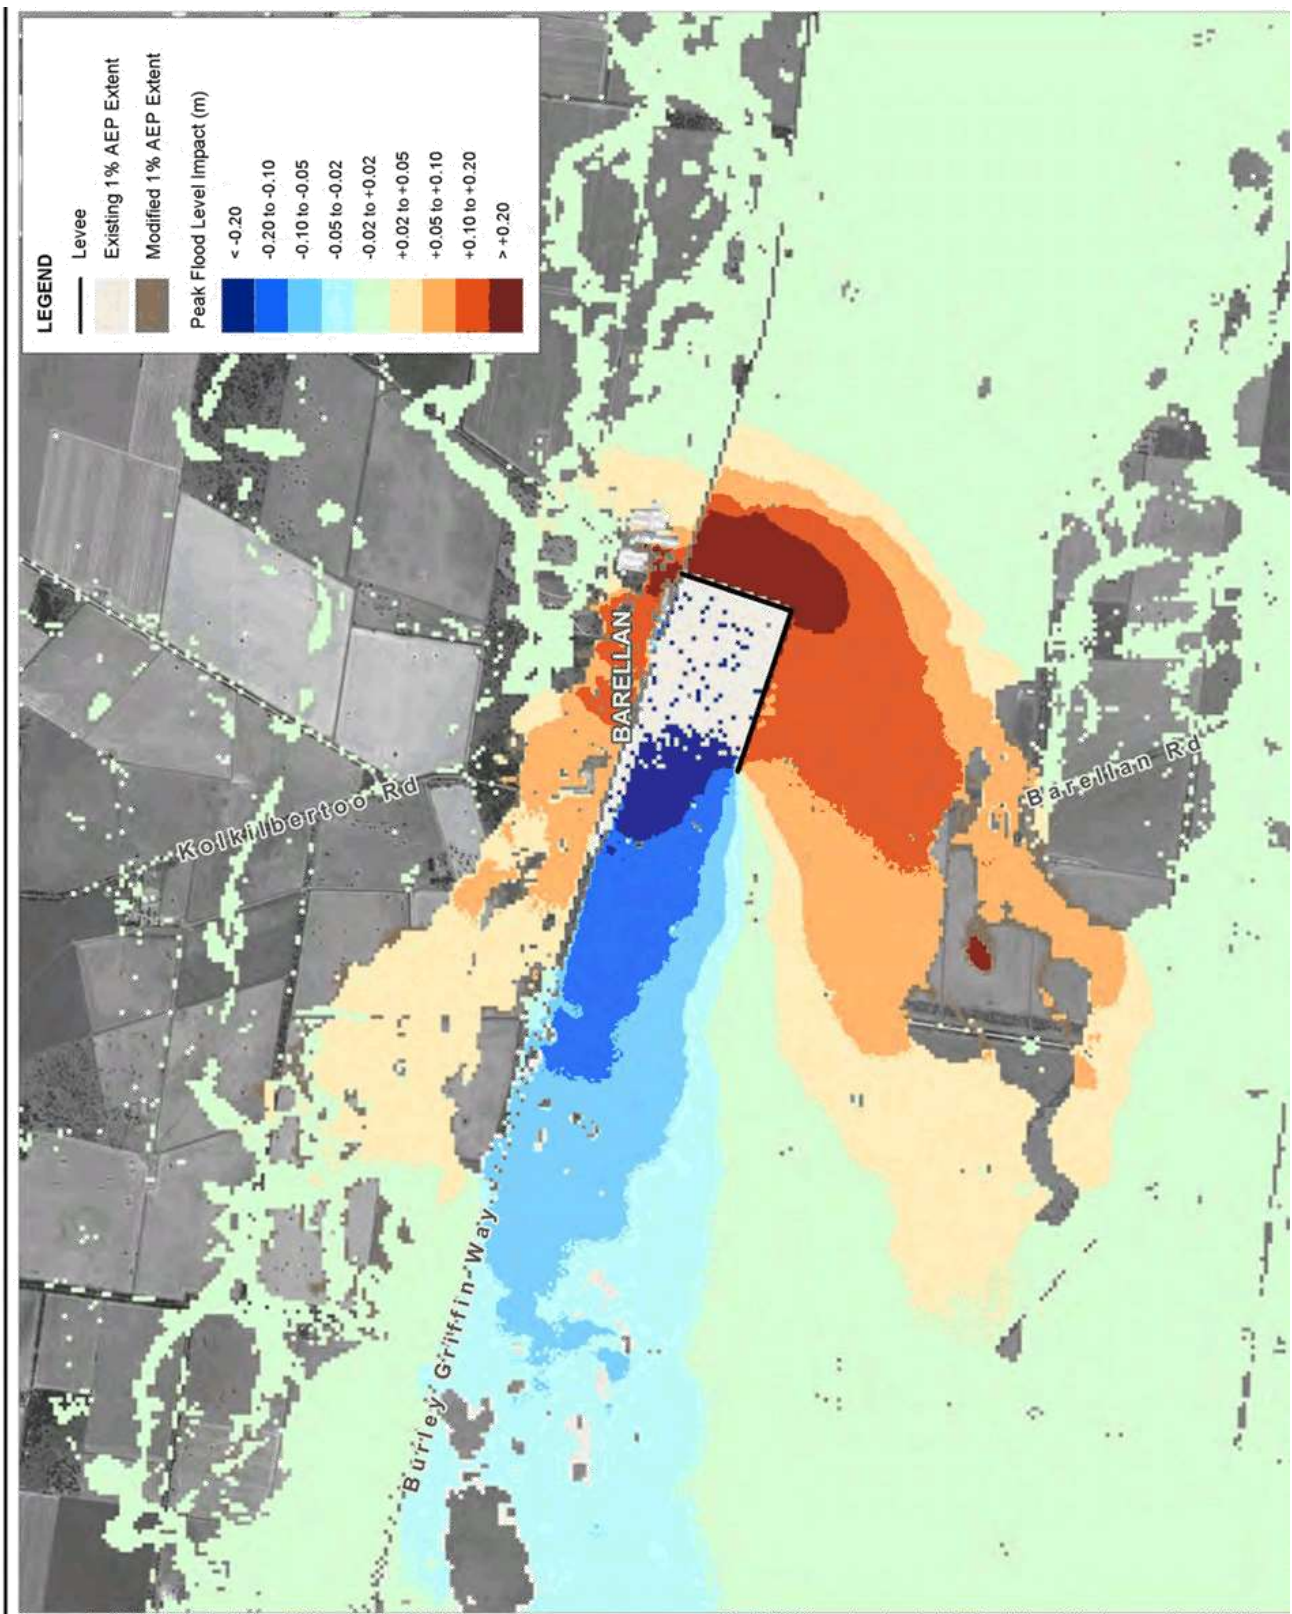 LEGEND
Levee
Existing 1% AEP Extent
Modified 1% AEP Extent
Peak Flood Level Impact (m)
< -0.20
-0.20 to -0.10
-0.10 to -0.05
-0.05 to -0.02
-0.02 to +0.02
+0.02 to +0.05
+0.05 to +0.10
+0.10 to +0.20
> +0.20
Kolkilbertoo Rd
BARELLAN
Barellan Rd
Burley Griffin Way